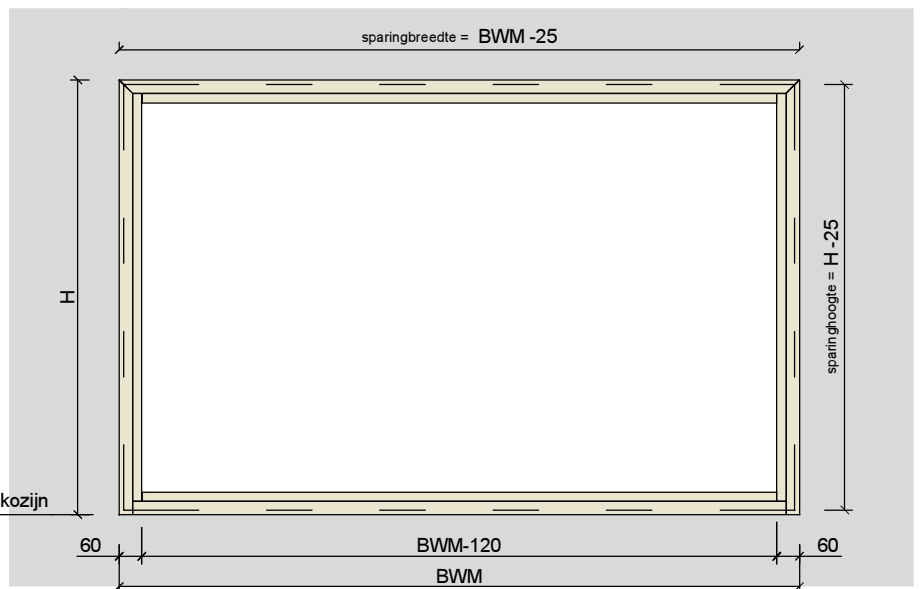 sparingbreedte = BWM -25
H
sparinghoogte = H -25
kozijn
60 BWM-120 60
BWM